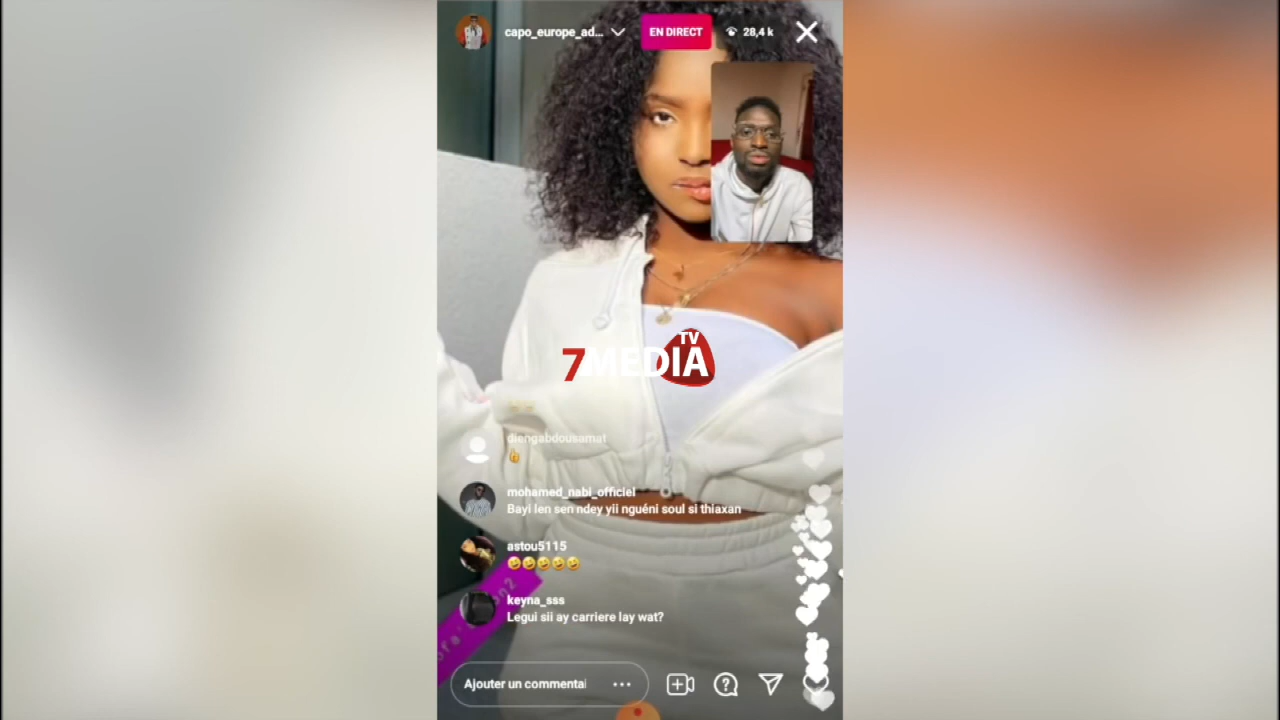 capo_europe_ad...
EN DIRECT
28,4 k
TV
7MEDIA
diengabdousamat
mohamed_nabi_officiel
Bayi len sen ndey yii nguéni soul si thiaxan
astou5115
keyna_sss
Legui sii ay carriere lay wat?
Ajouter un commentai